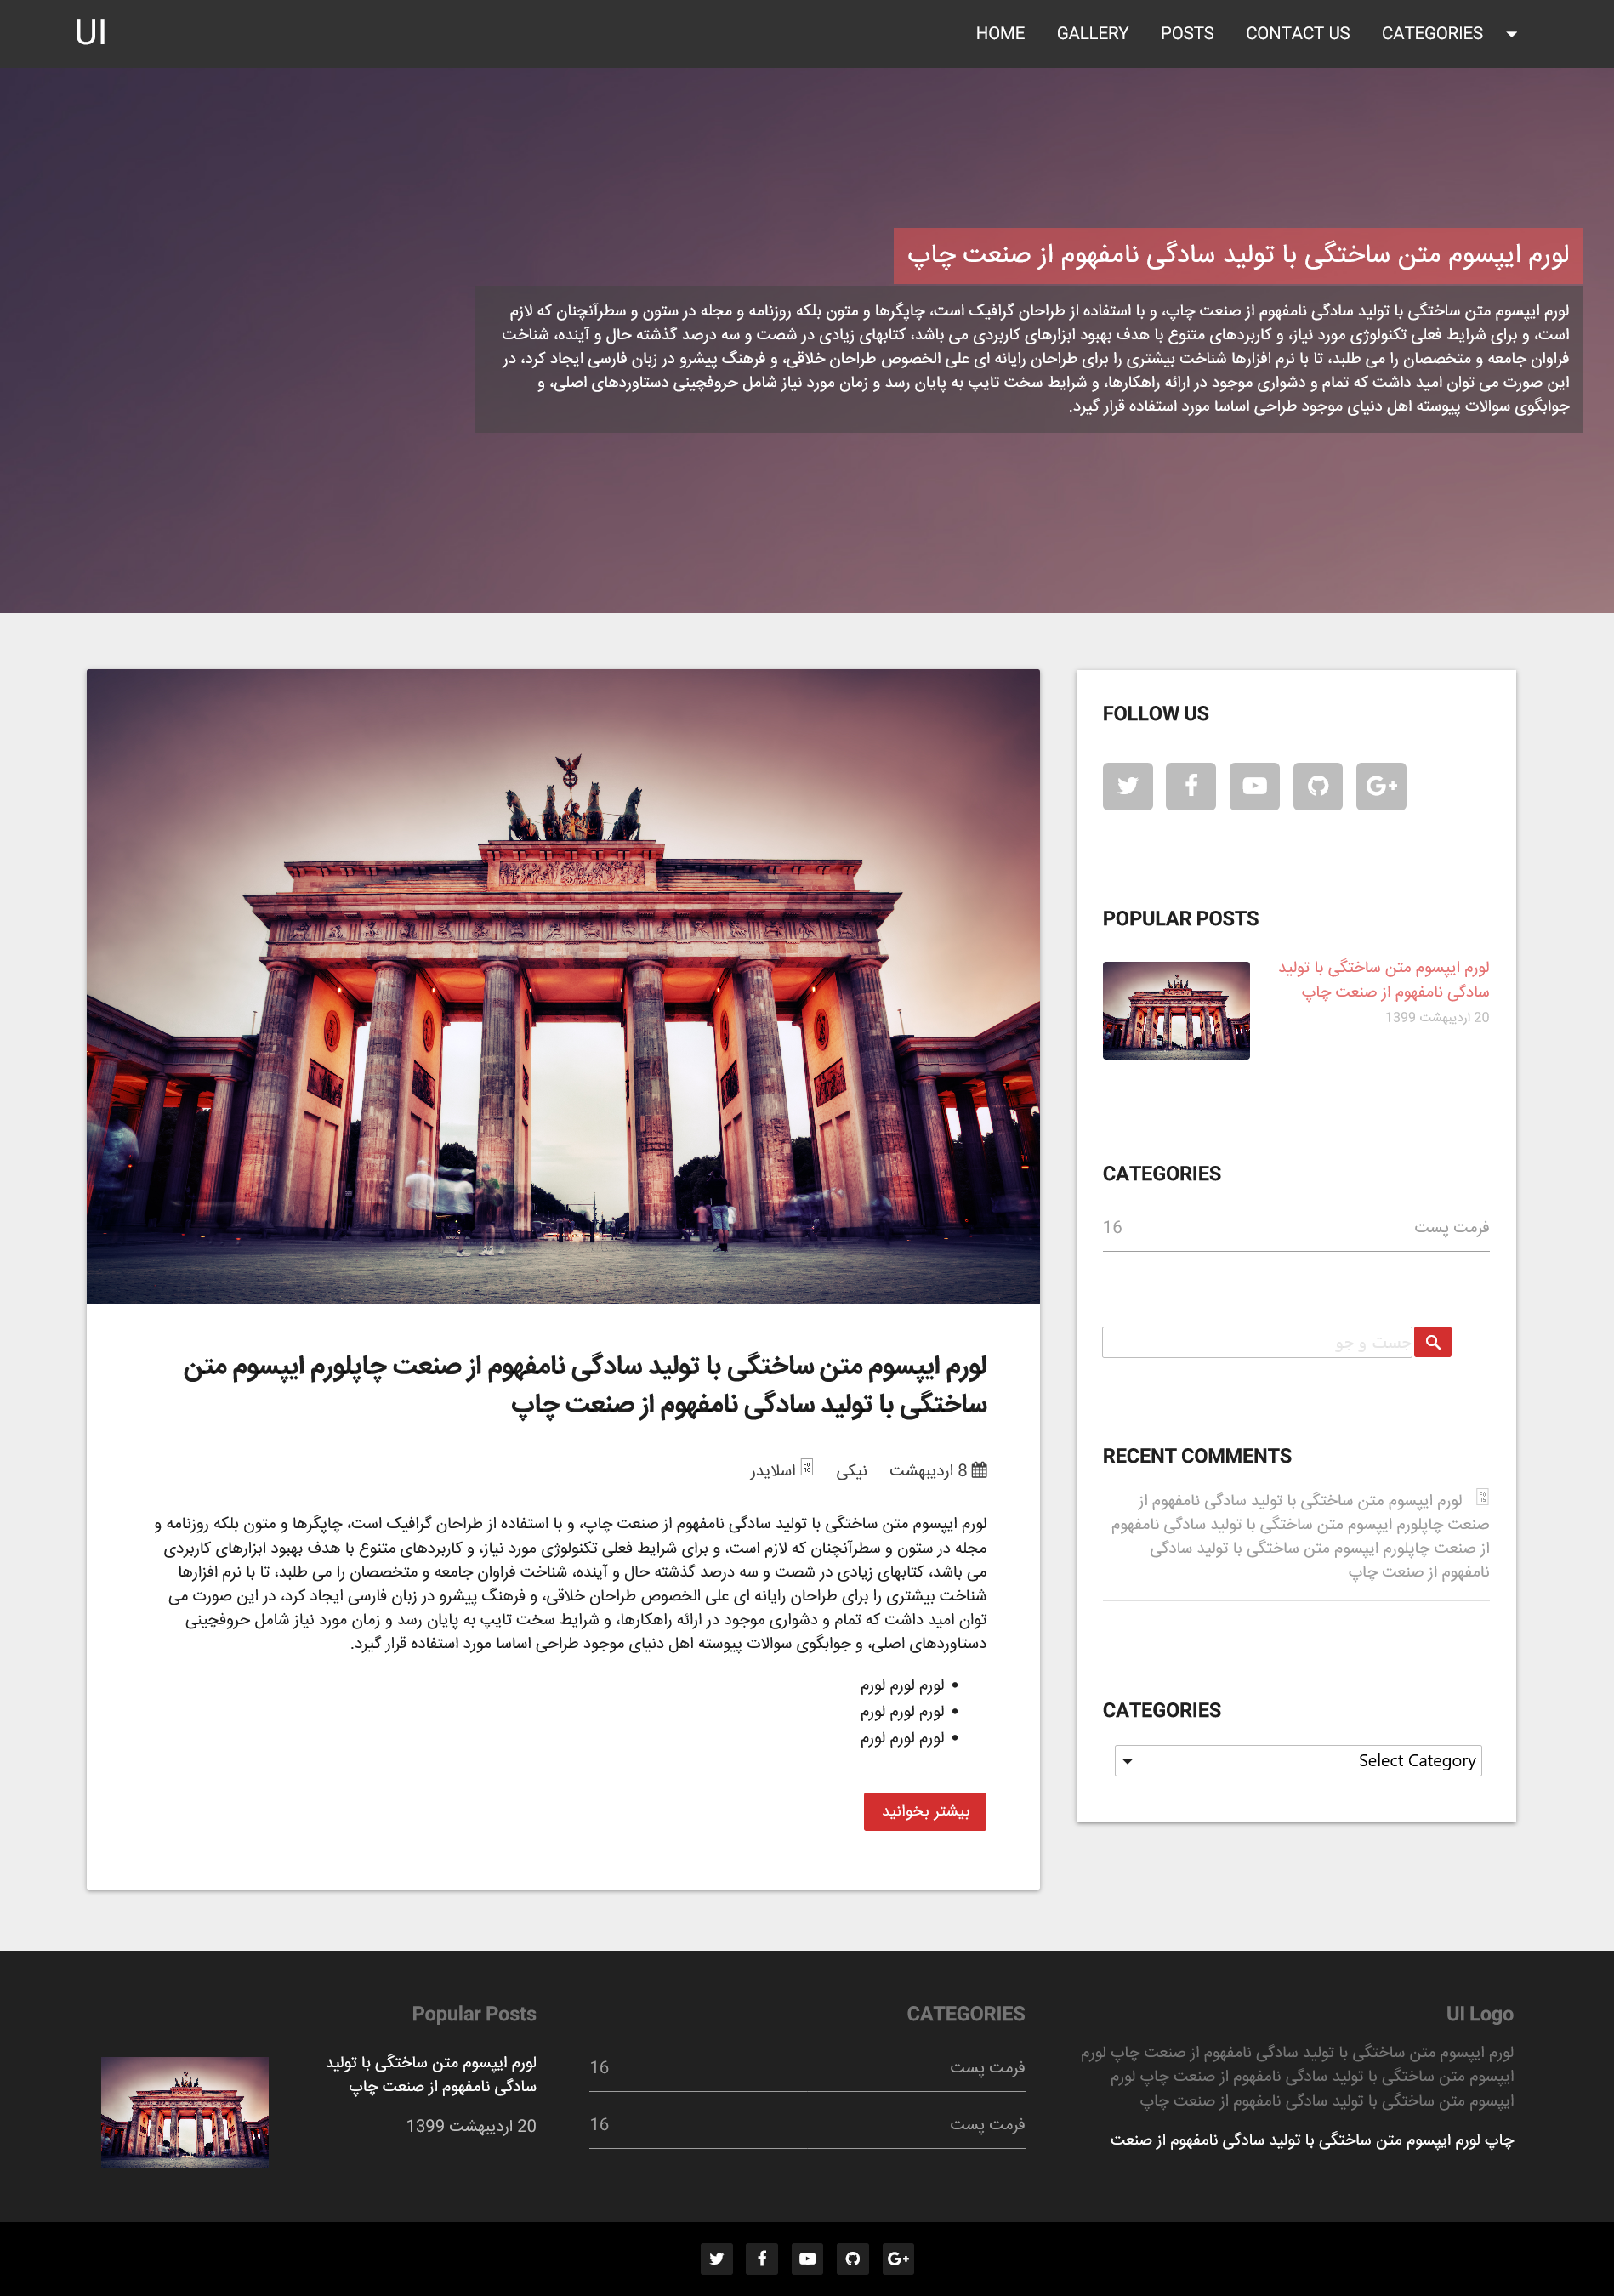 UI
HOME GALLERY POSTS CONTACT US CATEGORIES
لورم ایپسوم متن ساختگی با تولید سادگی نامفهوم از صنعت چاپ
لورم ایپسوم متن ساختگی با تولید سادگی نامفهوم از صنعت چاپ، و با استفاده از طراحان گرافیک است، چاپگرها و متون بلکه روزنامه و مجله در ستون و سطرآنچنان که لازم
است، و برای شرایط فعلی تکنولوژی مورد نیاز، و کاربردهای متنوع با هدف بهبود ابزارهای کاربردی می باشد، کتابهای زیادی در شصت و سه درصد گذشته حال و آینده، شناخت
فراوان جامعه و متخصصان را می طلبد، تا با نرم افزارها شناخت بیشتری را برای طراحان رایانه ای علی الخصوص طراحان خلاقی، و فرهنگ پیشرو در زبان فارسی ایجاد کرد، در
این صورت می توان امید داشت که تمام و دشواری موجود در ارائه راهکارها، و شرایط سخت تایپ به پایان رسد و زمان مورد نیاز شامل حروفچینی دستاوردهای اصلی، و
جوابگوی سوالات پیوسته اهل دنیای موجود طراحی اساسا مورد استفاده قرار گیرد.
لورم ایپسوم متن ساختگی با تولید سادگی نامفهوم از صنعت چاپلورم ایپسوم متن
ساختگی با تولید سادگی نامفهوم از صنعت چاپ
8 اردیبهشت نیکی اسلایدر
لورم ایپسوم متن ساختگی با تولید سادگی نامفهوم از صنعت چاپ، و با استفاده از طراحان گرافیک است، چاپگرها و متون بلکه روزنامه و
مجله در ستون و سطرآنچنان که لازم است، و برای شرایط فعلی تکنولوژی مورد نیاز، و کاربردهای متنوع با هدف بهبود ابزارهای کاربردی
می باشد، کتابهای زیادی در شصت و سه درصد گذشته حال و آینده، شناخت فراوان جامعه و متخصصان را می طلبد، تا با نرم افزارها
شناخت بیشتری را برای طراحان رایانه ای علی الخصوص طراحان خلاقی، و فرهنگ پیشرو در زبان فارسی ایجاد کرد، در این صورت می
توان امید داشت که تمام و دشواری موجود در ارائه راهکارها، و شرایط سخت تایپ به پایان رسد و زمان مورد نیاز شامل حروفچینی
دستاوردهای اصلی، و جوابگوی سوالات پیوسته اهل دنیای موجود طراحی اساسا مورد استفاده قرار گیرد.
• لورم لورم لورم
• لورم لورم لورم
• لورم لورم لورم
بیشتر بخوانید
FOLLOW US
POPULAR POSTS
لورم ایپسوم متن ساختگی با تولید
سادگی نامفهوم از صنعت چاپ
20 اردیبهشت 1399
CATEGORIES
فرمت پست 16
جست و جو
RECENT COMMENTS
لورم ایپسوم متن ساختگی با تولید سادگی نامفهوم از
صنعت چاپلورم ایپسوم متن ساختگی با تولید سادگی نامفهوم
از صنعت چاپلورم ایپسوم متن ساختگی با تولید سادگی
نامفهوم از صنعت چاپ
CATEGORIES
Select Category
UI Logo
لورم ایپسوم متن ساختگی با تولید سادگی نامفهوم از صنعت چاپ لورم
ایپسوم متن ساختگی با تولید سادگی نامفهوم از صنعت چاپ لورم
ایپسوم متن ساختگی با تولید سادگی نامفهوم از صنعت چاپ
چاپ لورم ایپسوم متن ساختگی با تولید سادگی نامفهوم از صنعت
CATEGORIES
فرمت پست 16
فرمت پست 16
Popular Posts
لورم ایپسوم متن ساختگی با تولید
سادگی نامفهوم از صنعت چاپ
20 اردیبهشت 1399